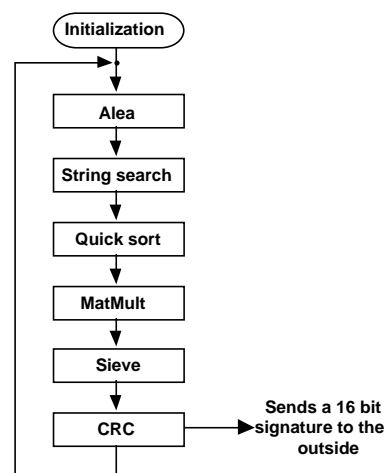 Initialization
Alea
String search
Quick sort
MatMult
Sieve
CRC
Sends a 16 bit
signature to the
outside